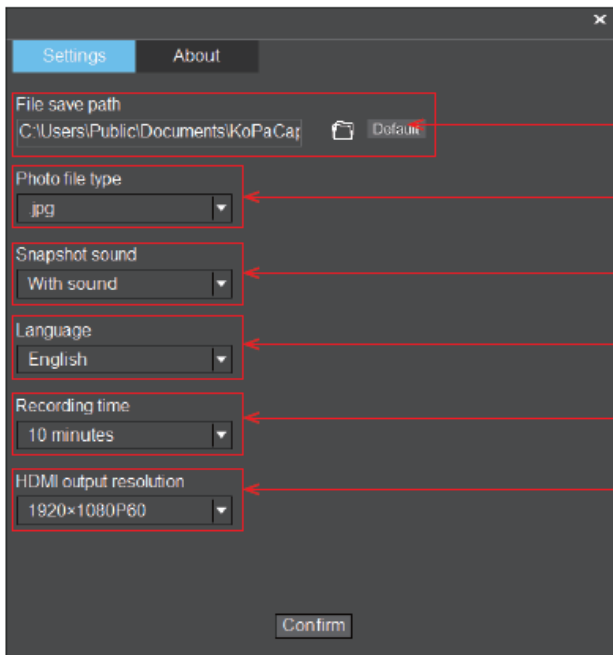 Settings About
File save path
C:\Users\Public\Documents\KoPaCap
Default
Photo file type
.jpg
Snapshot sound
With sound
Language
English
Recording time
10 minutes
HDMI output resolution
1920×1080P60
Confirm